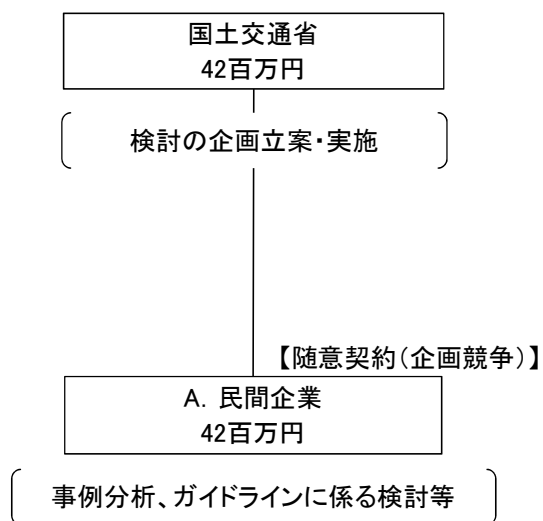 国土交通省
42百万円
検討の企画立案・実施
【随意契約(企画競争)】
A. 民間企業
42百万円
事例分析、ガイドラインに係る検討等